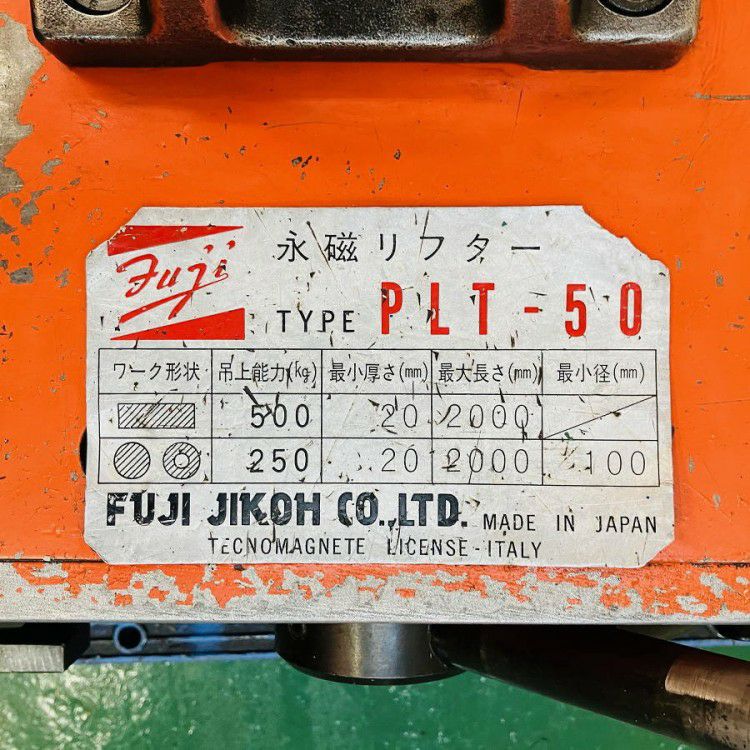 Fuji
永磁リフター
TYPE PLT-50
ワーク形状 吊上能力(kg) 最小厚さ(mm) 最大長さ(mm) 最小径(mm)
500 20 2000
250 20 2000 100
FUJI JIKOH CO.,LTD. MADE IN JAPAN
TECNOMAGNETE LICENSE-ITALY